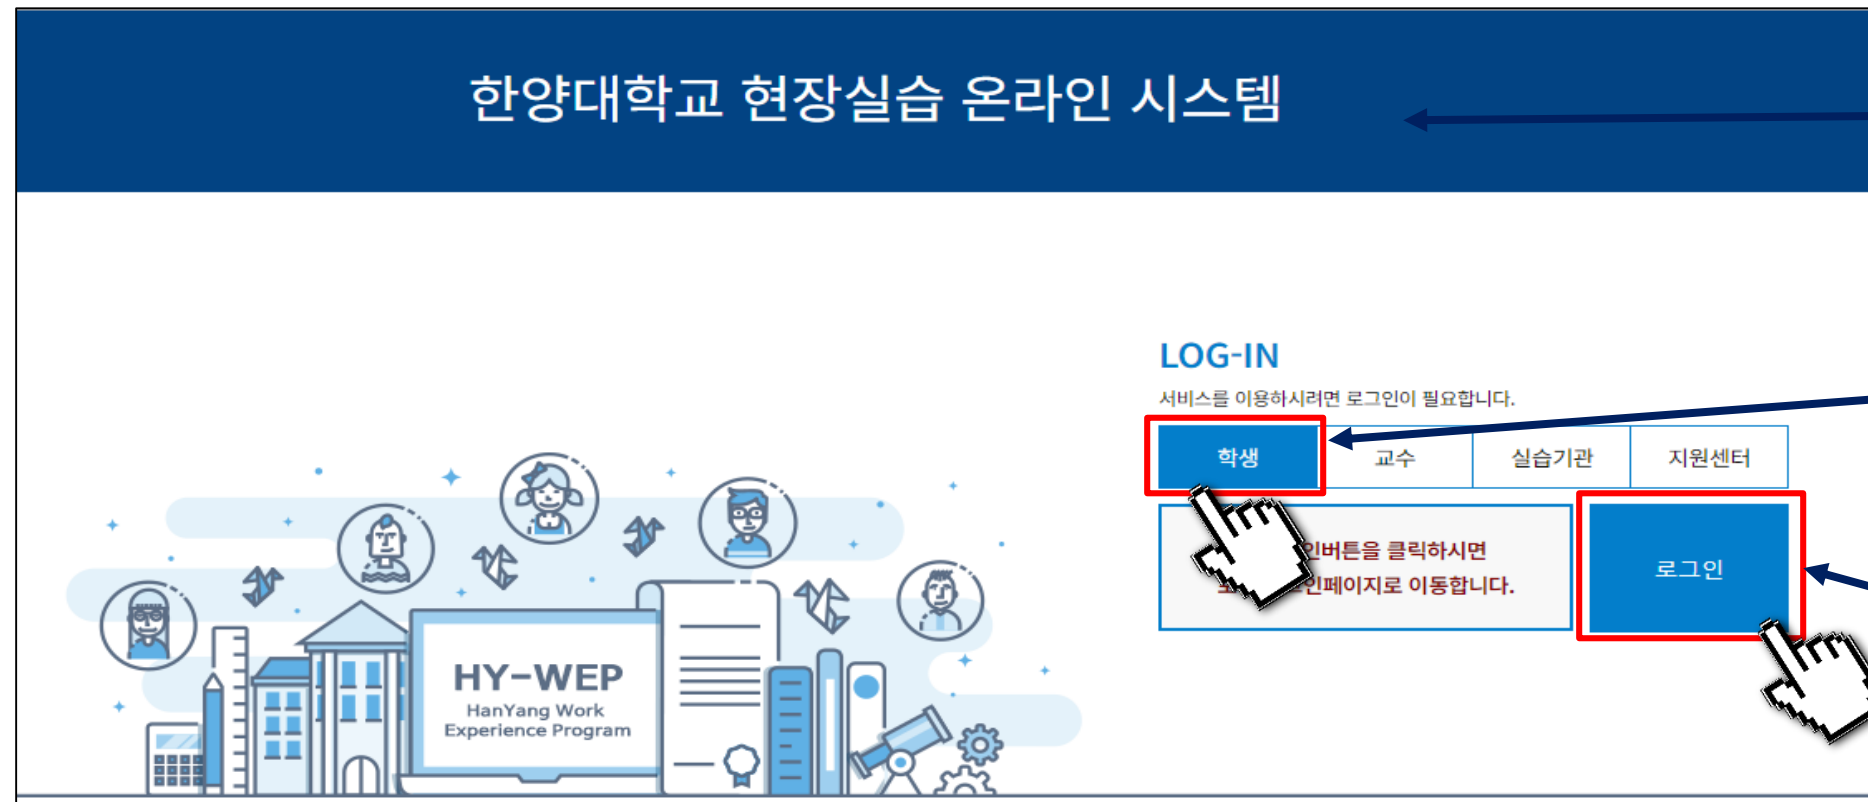 한양대학교 현장실습 온라인 시스템
LOG-IN
서비스를 이용하시려면 로그인이 필요합니다.
학생 교수 실습기관 지원센터
버튼을 클릭하시면
페이지로 이동합니다.
로그인
HY-WEP
HanYang Work
Experience Program